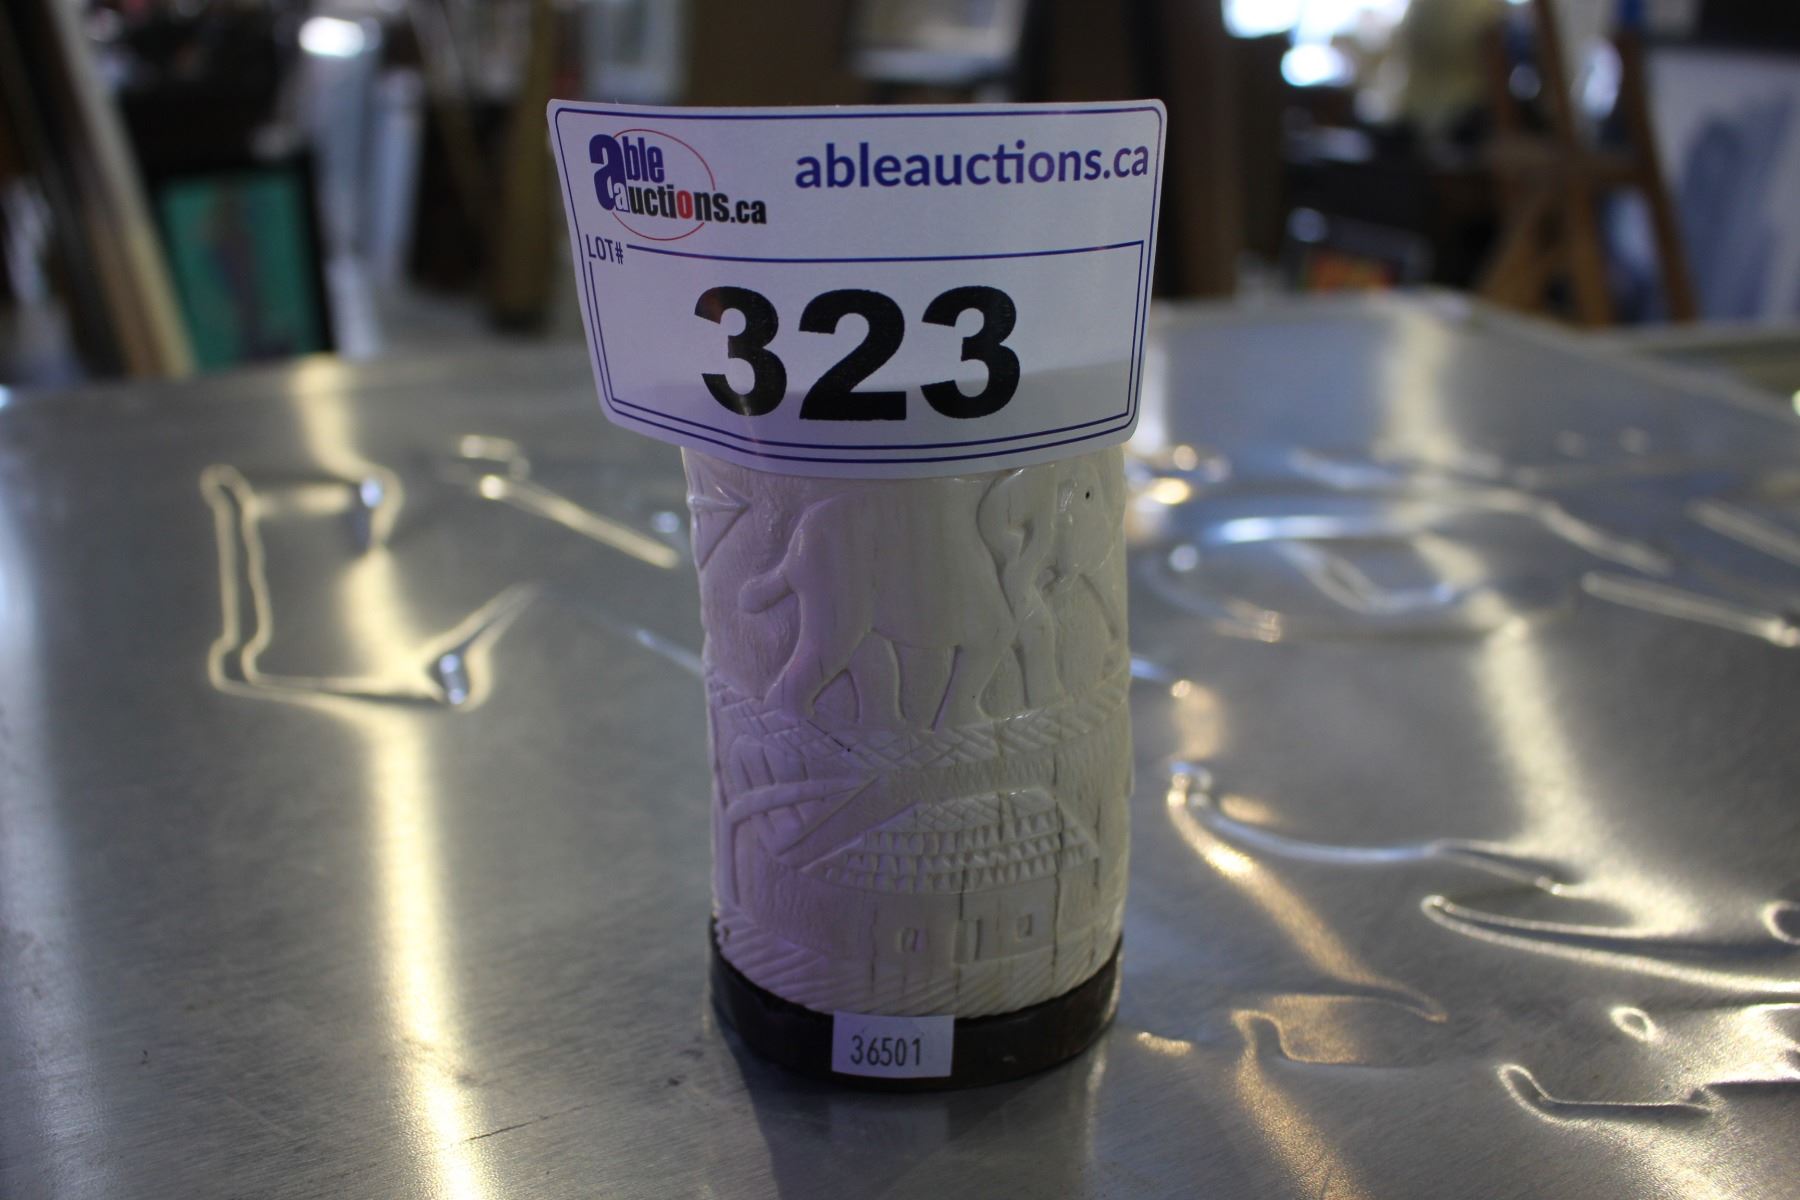 able
auctions.ca
ableauctions.ca
LOT#
323
36501